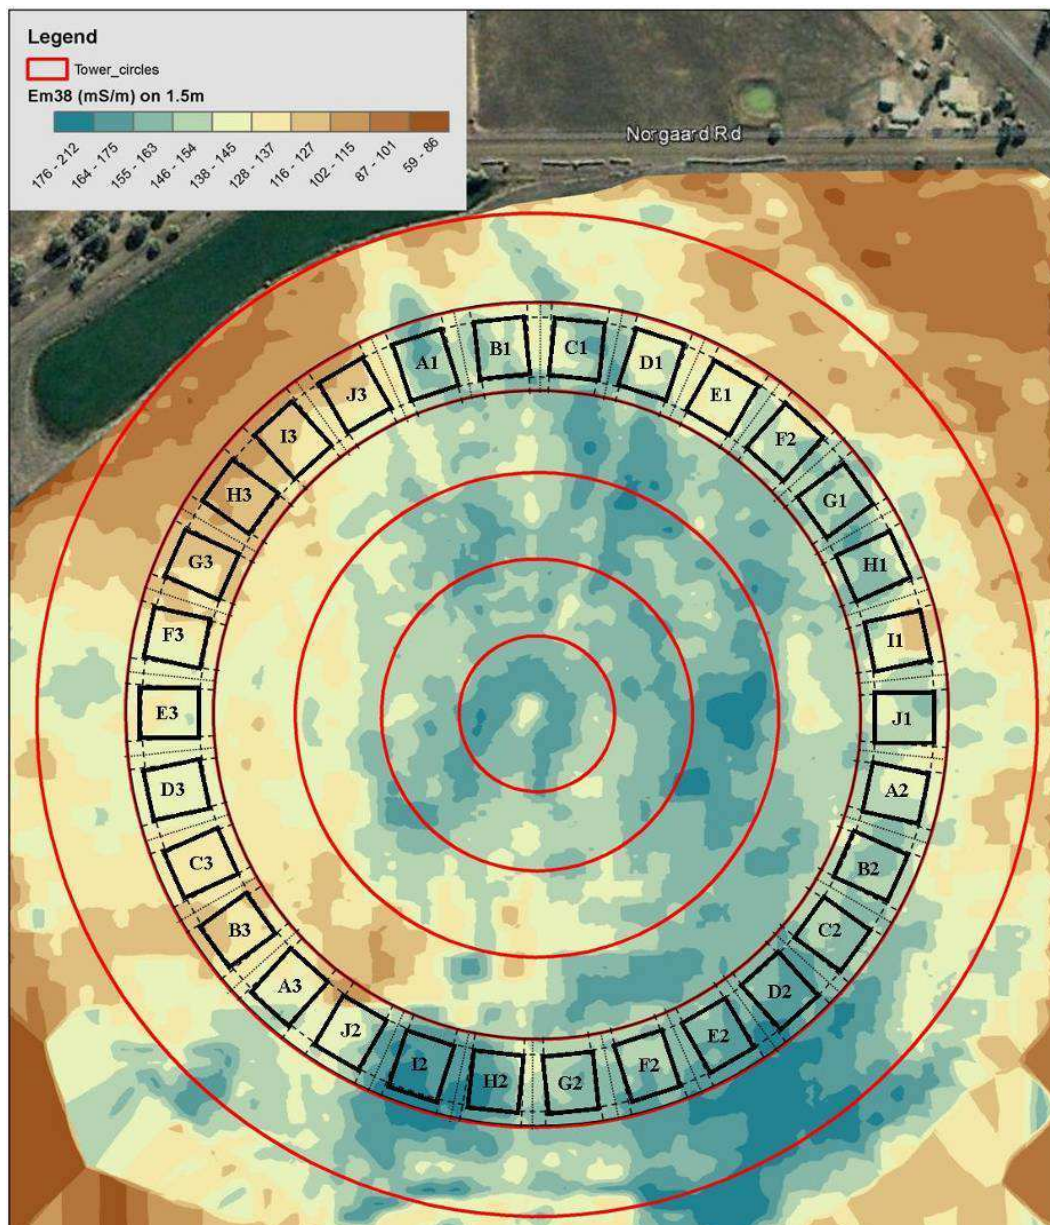 Legend
Tower_circles
Em38 (mS/m) on 1.5m
176 - 212
164 - 175
155 - 163
146 - 154
138 - 145
128 - 137
116 - 127
102 - 115
87 - 101
59 - 86
Norgaard Rd
A1
B1
C1
D1
E1
F2
G1
H1
I1
J1
A2
B2
C2
D2
E2
F2
G2
H2
I2
J2
A3
B3
C3
D3
E3
F3
G3
H3
I3
J3